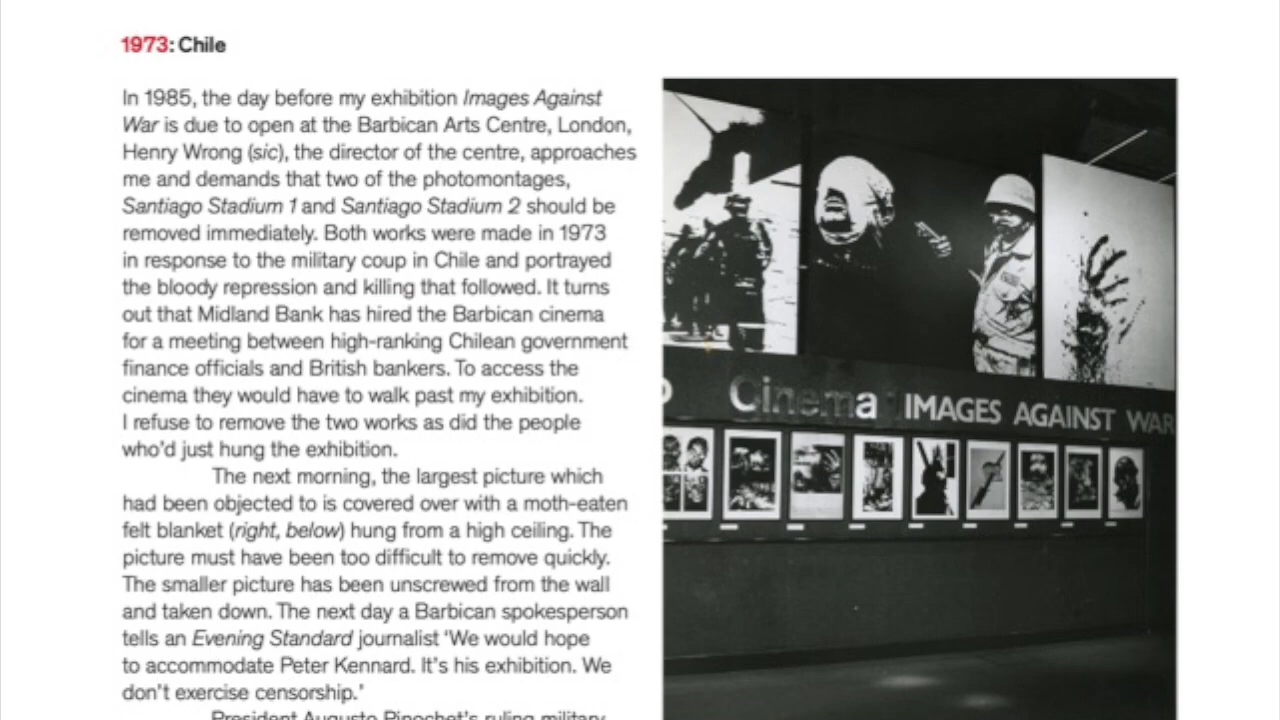 1973: Chile
In 1985, the day before my exhibition Images Against
War is due to open at the Barbican Arts Centre, London,
Henry Wrong (sic), the director of the centre, approaches
me and demands that two of the photomontages,
Santiago Stadium 1 and Santiago Stadium 2 should be
removed immediately. Both works were made in 1973
in response to the military coup in Chile and portrayed
the bloody repression and killing that followed. It turns
out that Midland Bank has hired the Barbican cinema
for a meeting between high-ranking Chilean government
finance officials and British bankers. To access the
cinema they would have to walk past my exhibition.
I refuse to remove the two works as did the people
who'd just hung the exhibition.
The next morning, the largest picture which
had been objected to is covered over with a moth-eaten
felt blanket (right, below) hung from a high ceiling. The
picture must have been too difficult to remove quickly.
The smaller picture has been unscrewed from the wall
and taken down. The next day a Barbican spokesperson
tells an Evening Standard journalist 'We would hope
to accommodate Peter Kennard. It's his exhibition. We
don't exercise censorship.'
President Augusto Pinochet's ruling military
Cinema IMAGES AGAINST WAR